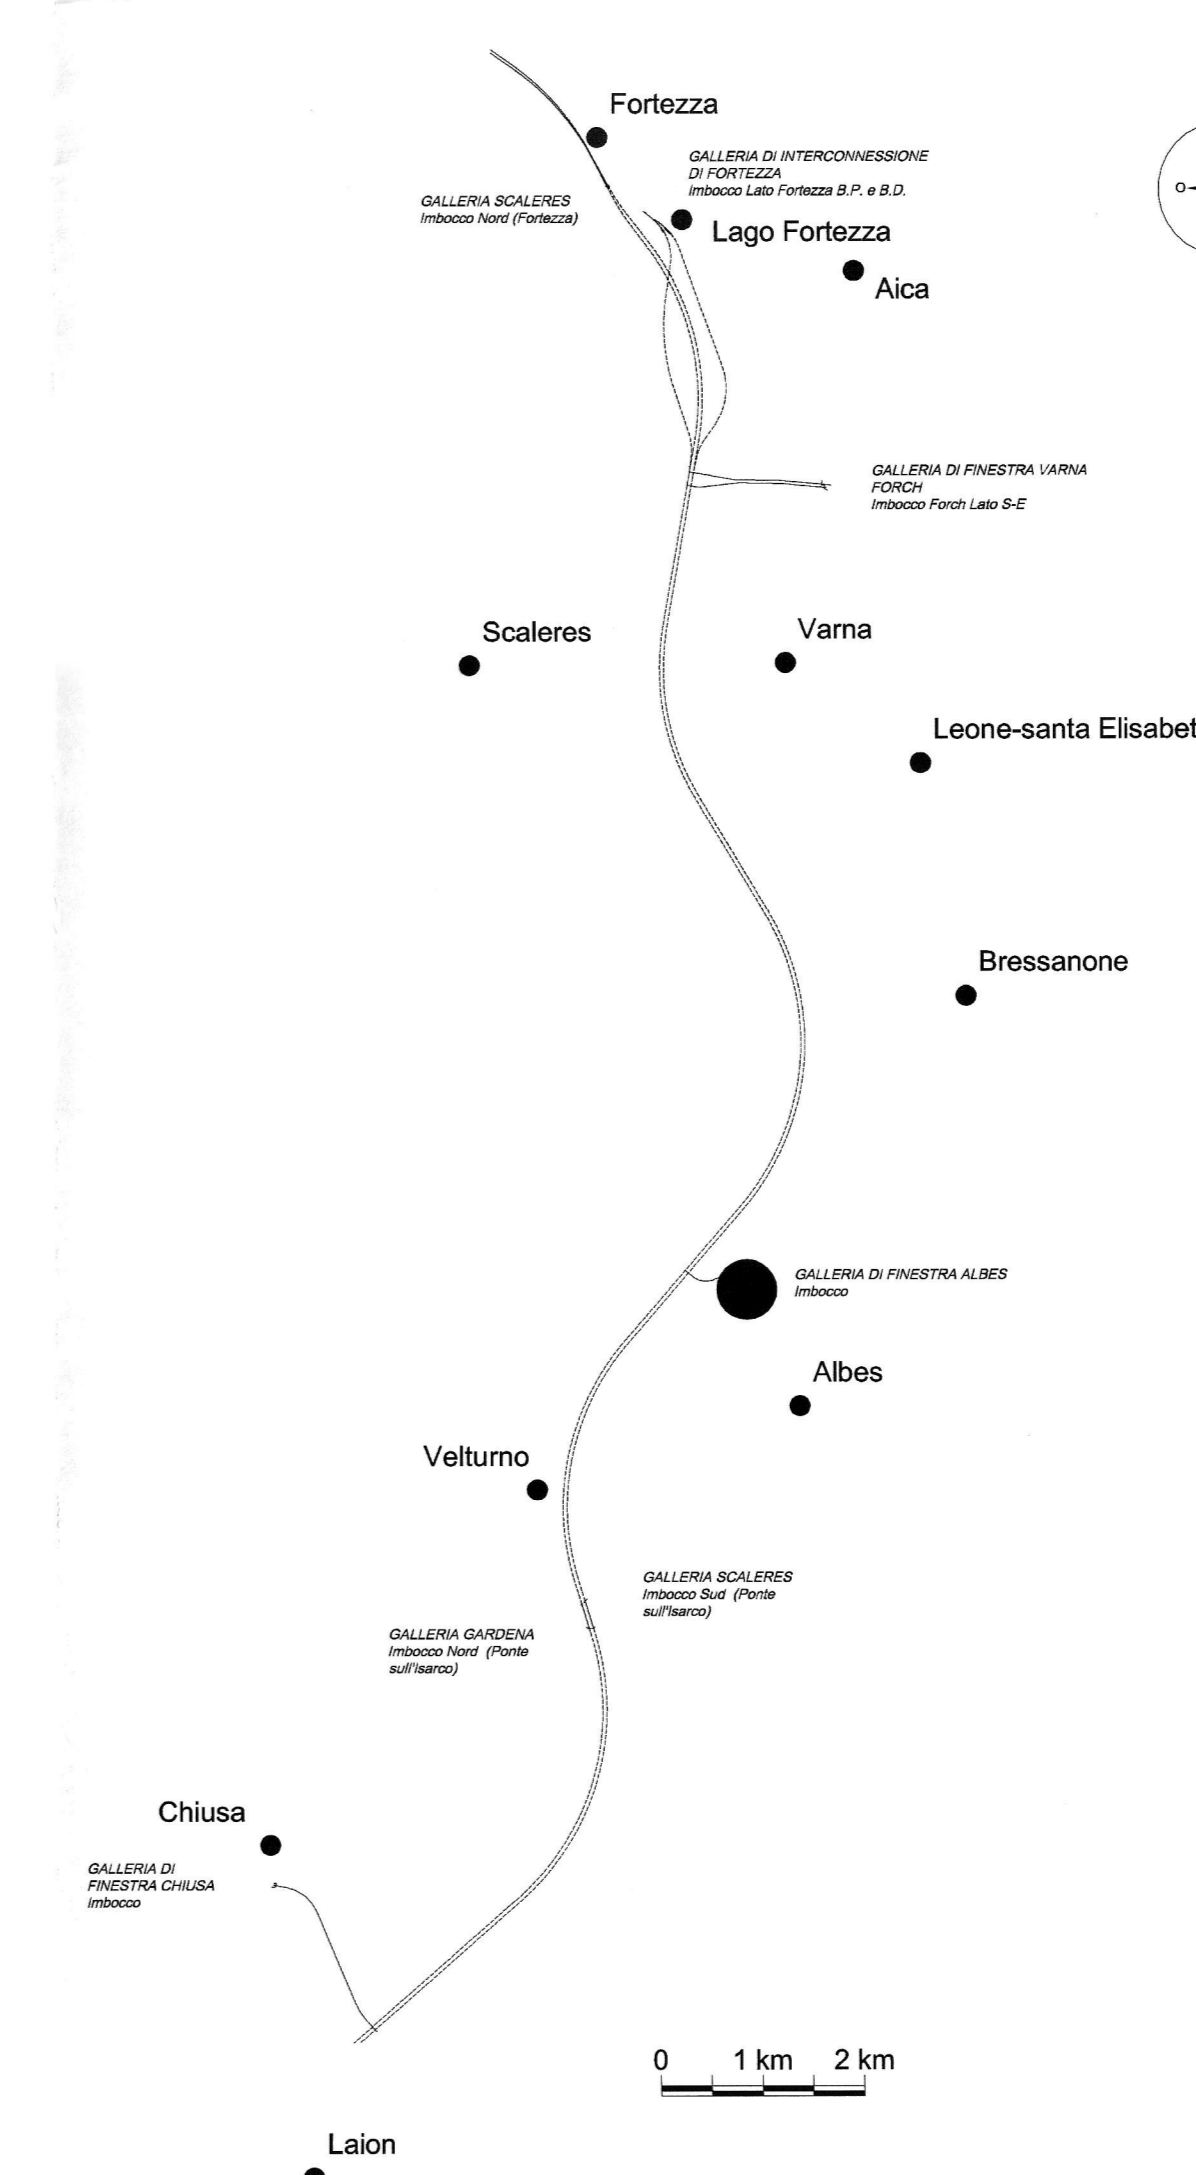 Fortezza
GALLERIA DI INTERCONNESSIONE
DI FORTEZZA
Imbocco Lato Fortezza B.P. e B.D.
GALLERIA SCALERES
Imbocco Nord (Fortezza)
O
Lago Fortezza
Aica
GALLERIA DI FINESTRA VARNA
FORCH
Imbocco Forch Lato S-E
Scaleres
Varna
Leone-santa Elisabet
Bressanone
GALLERIA DI FINESTRA ALBES
Imbocco
Albes
Velturno
GALLERIA SCALERES
Imbocco Sud (Ponte
sull'Isarco)
GALLERIA GARDENA
Imbocco Nord (Ponte
sull'Isarco)
Chiusa
GALLERIA DI
FINESTRA CHIUSA
Imbocco
0 1 km 2 km
Laion